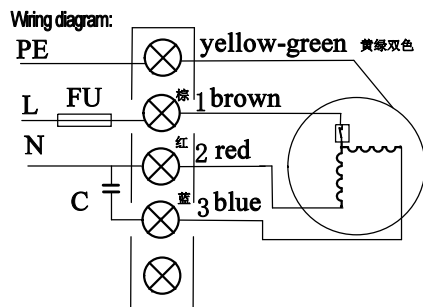 Wiring diagram:
PE yellow-green 黄绿双色
L FU 棕 1 brown
N 红 2 red
C 蓝 3 blue